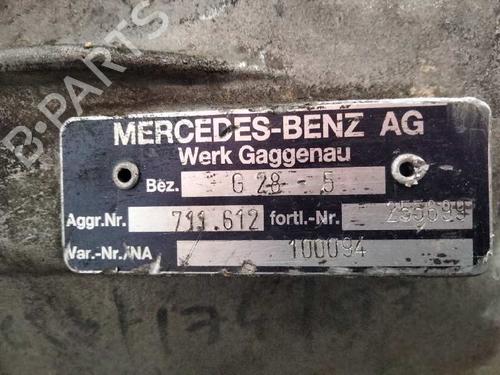 B-PARTS
MERCEDES-BENZ AG
Werk Gaggenau
Bez. G 28 - 5
Aggr.Nr. 711.612 fortl.-Nr. 255699
Var.-Nr./NA 100094